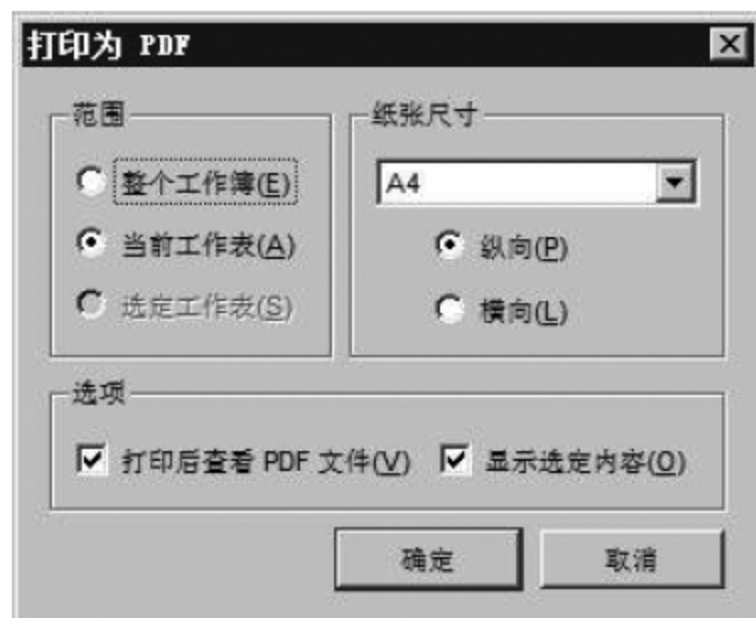 打印为 PDF
范围
整个工作簿(E)
当前工作表(A)
选定工作表(S)
纸张尺寸
A4
纵向(P)
横向(L)
选项
打印后查看 PDF 文件(V)
显示选定内容(O)
确定
取消